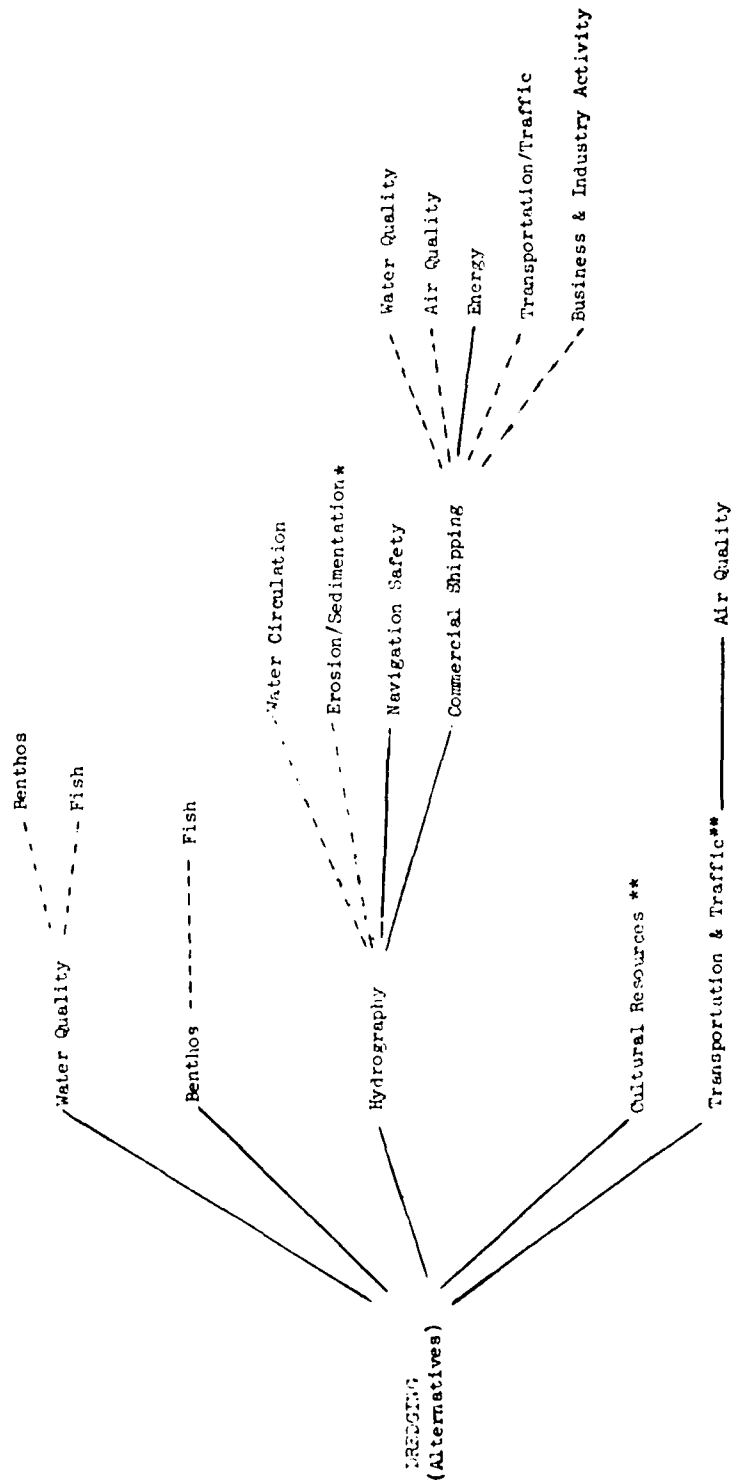 DREDGING
(Alternatives)
Water Quality
Benthos
Fish
Benthos
Fish
Hydrography
Water Circulation
Erosion/Sedimentation*
Navigation Safety
Commercial Shipping
Water Quality
Air Quality
Energy
Transportation/Traffic
Business & Industry Activity
Cultural Resources **
Transportation & Traffic**
Air Quality